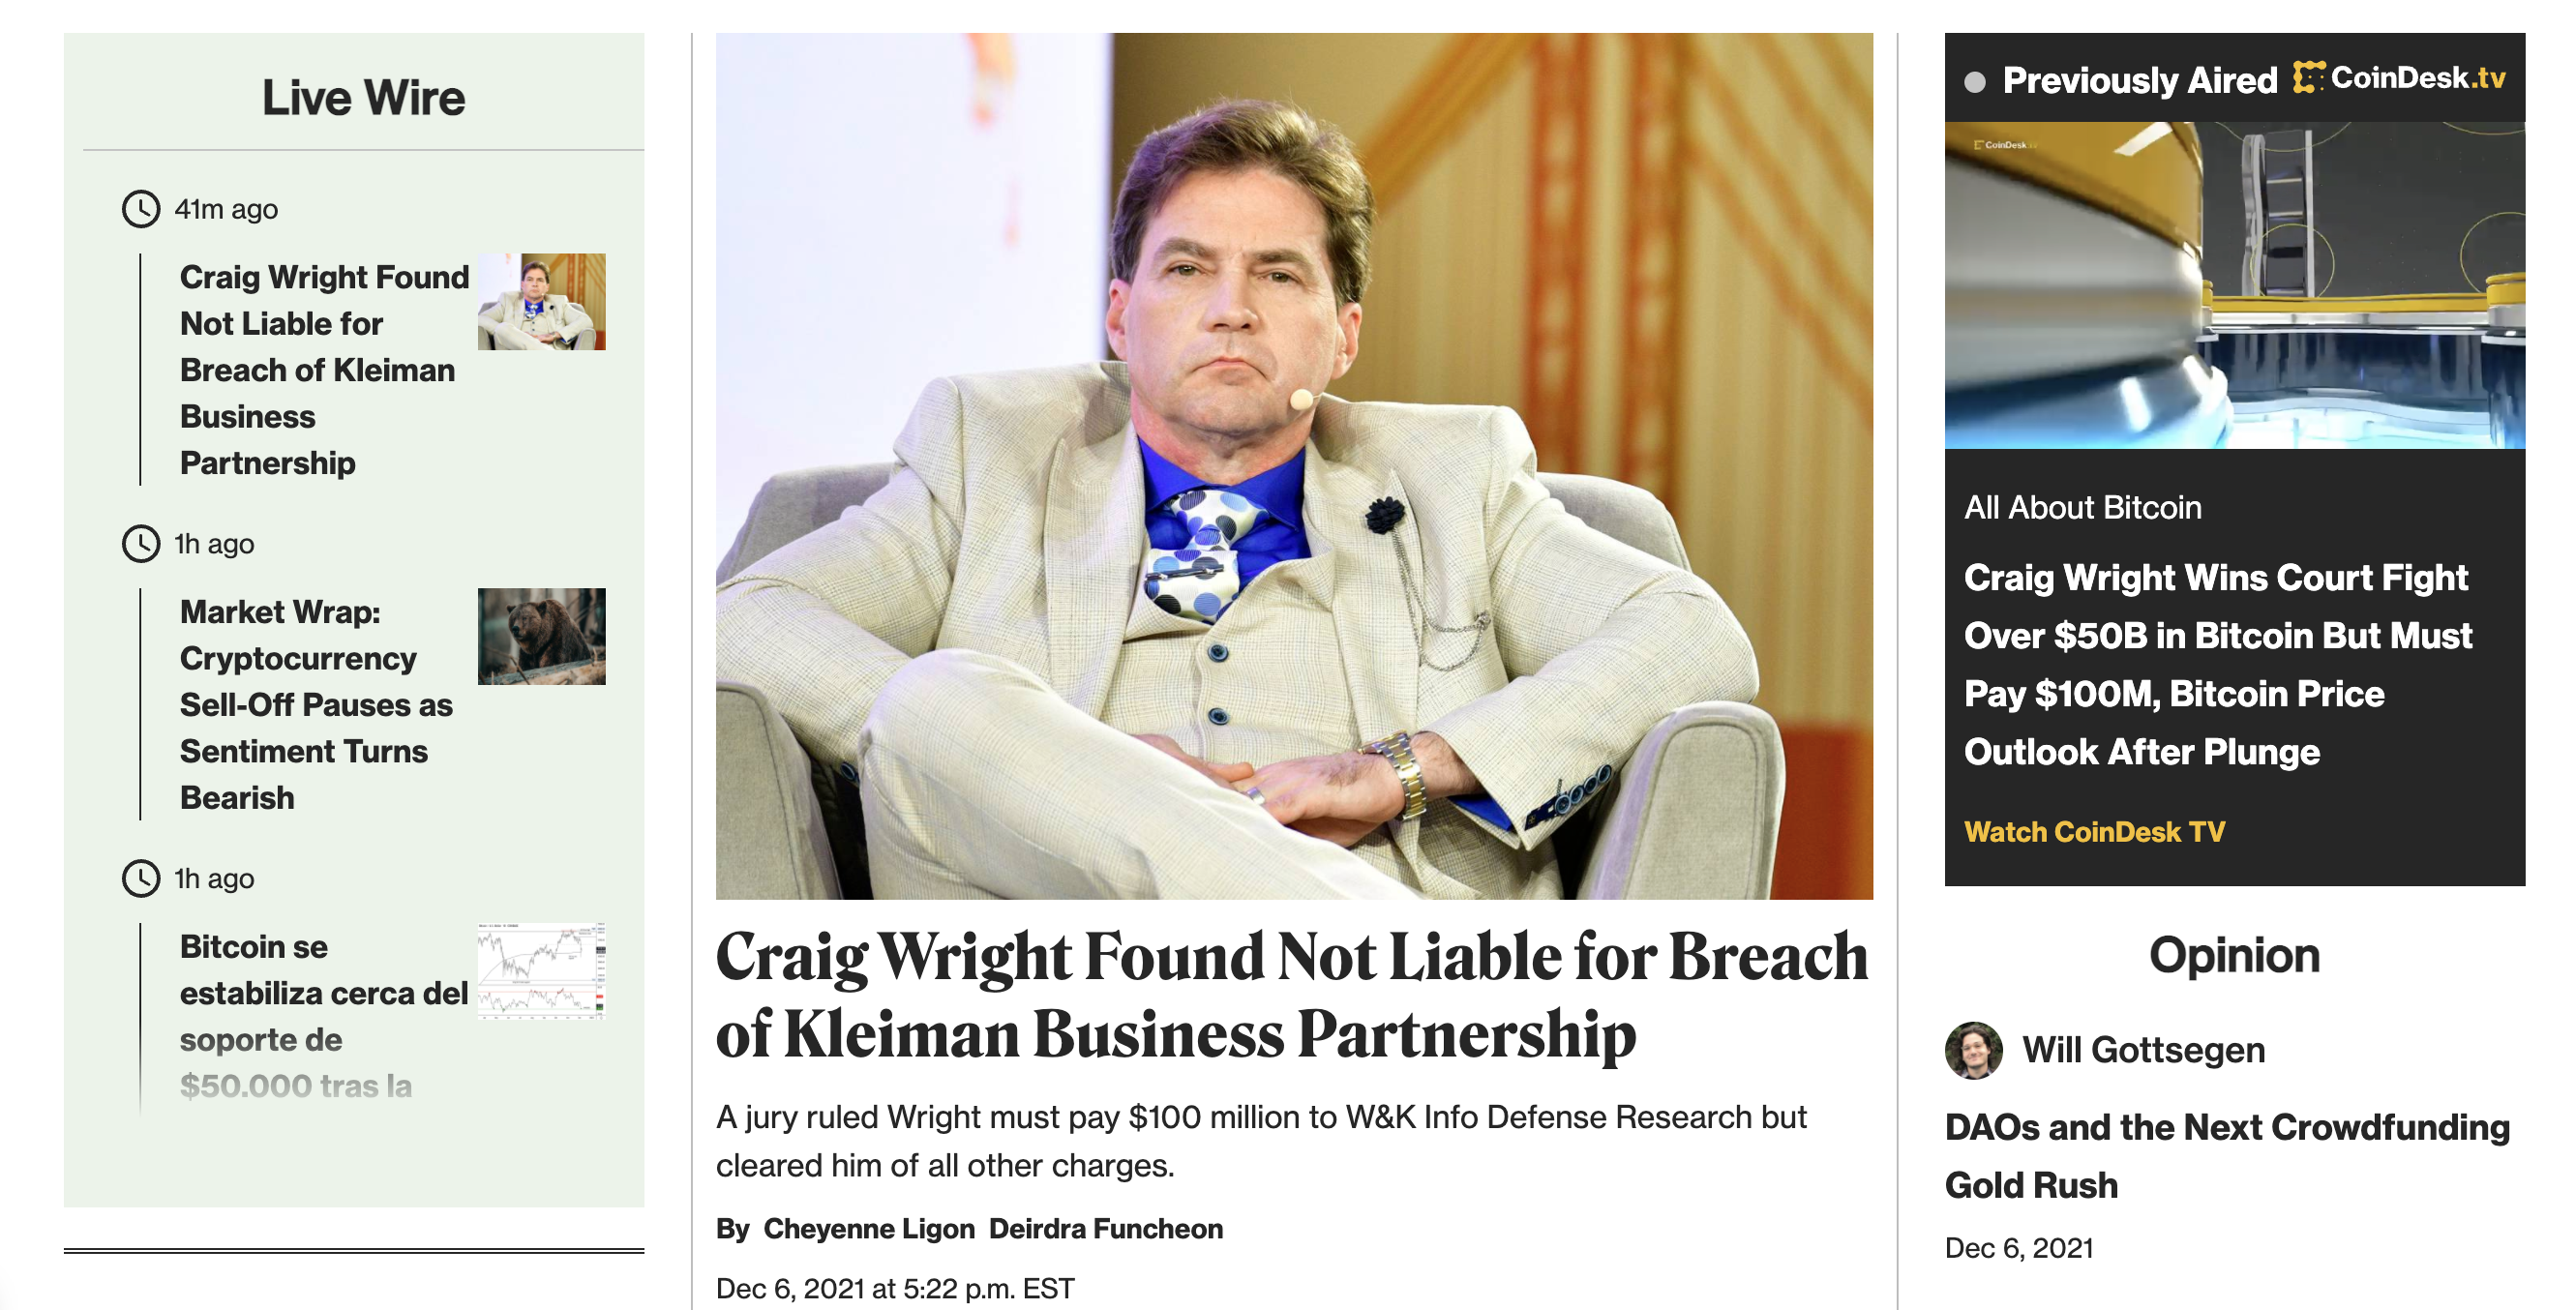 Live Wire
41m ago
Craig Wright Found
Not Liable for
Breach of Kleiman
Business
Partnership
1h ago
Market Wrap:
Cryptocurrency
Sell-Off Pauses as
Sentiment Turns
Bearish
1h ago
Bitcoin se
estabiliza cerca del
soporte de
$50.000 tras la
Craig Wright Found Not Liable for Breach
of Kleiman Business Partnership
A jury ruled Wright must pay $100 million to W&K Info Defense Research but
cleared him of all other charges.
By Cheyenne Ligon Deirdra Funcheon
Dec 6, 2021 at 5:22 p.m. EST
Previously Aired CoinDesk.tv
CoinDesk
All About Bitcoin
Craig Wright Wins Court Fight
Over $50B in Bitcoin But Must
Pay $100M, Bitcoin Price
Outlook After Plunge
Watch CoinDesk TV
Opinion
Will Gottsegen
DAOs and the Next Crowdfunding
Gold Rush
Dec 6, 2021